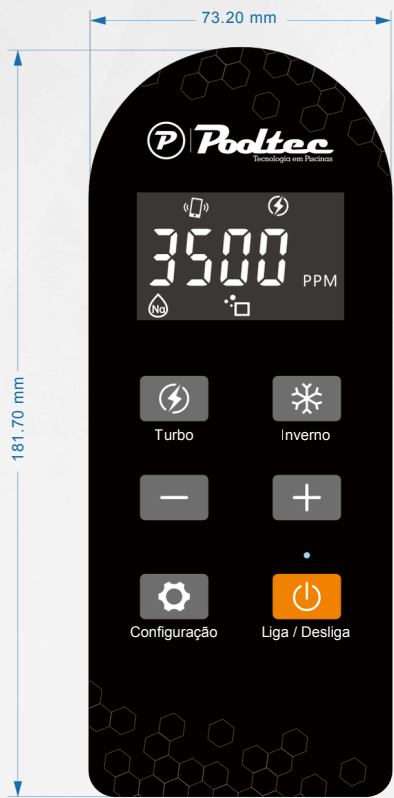 73.20 mm
181.70 mm
P Pooltec
Tecnologia em Piscinas
3500 PPM
Na
Turbo
Inverno
Configuração
Liga / Desliga